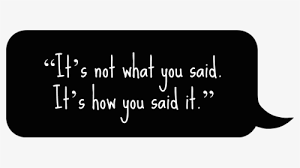 “It’s not what you said.
It’s how you said it.”